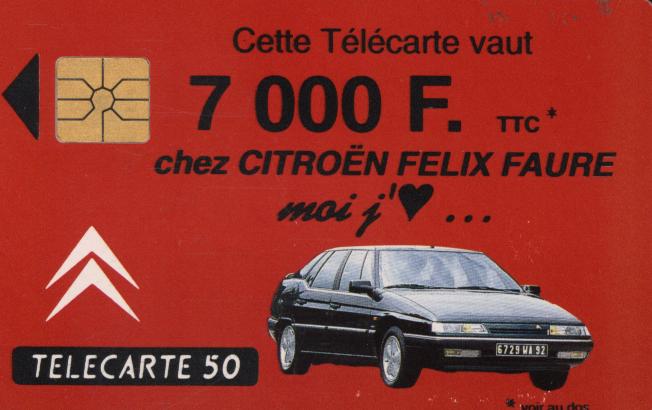 Cette Télécarte vaut
7 000 F. TTC *
chez CITROËN FELIX FAURE
moi j'♥ ...
6729 WA 92
TELECARTE 50
* voir au dos